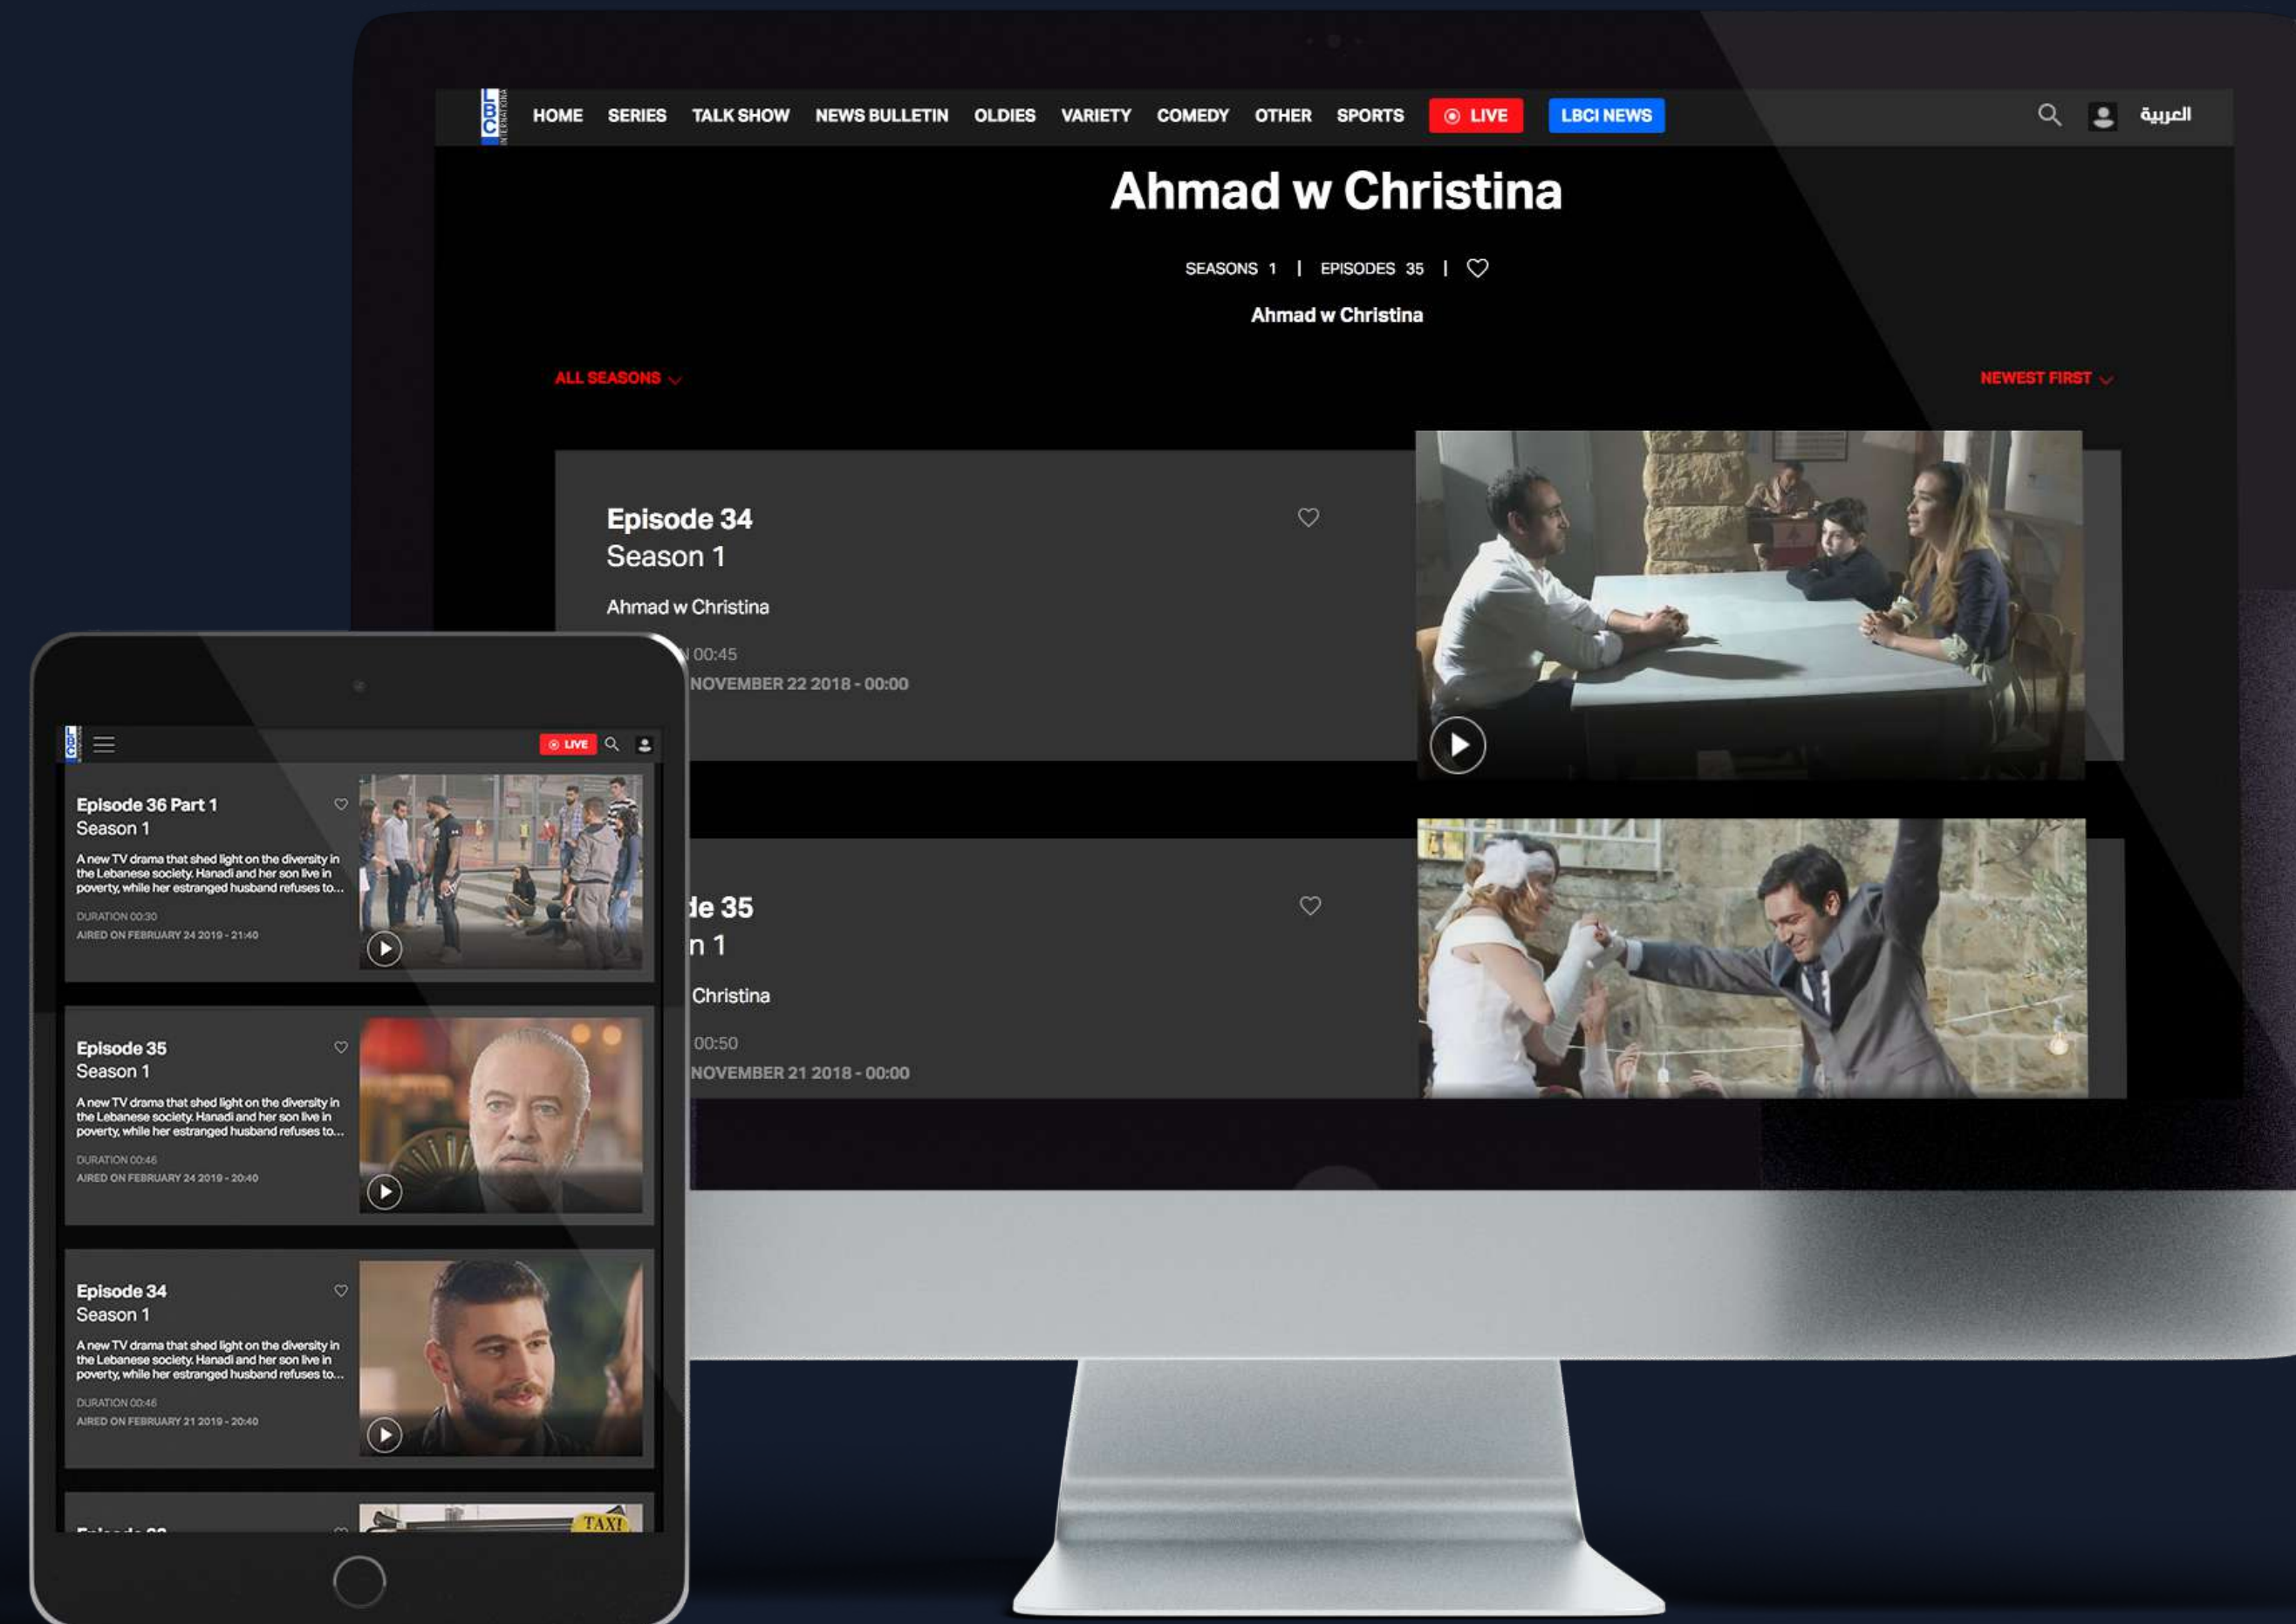 LBC
INTERNATIONAL
HOME SERIES TALK SHOW NEWS BULLETIN OLDIES VARIETY COMEDY OTHER SPORTS LIVE LBCI NEWS العربية
Ahmad w Christina
SEASONS 1 | EPISODES 35 |
Ahmad w Christina
ALL SEASONS
NEWEST FIRST
Episode 34
Season 1
Ahmad w Christina
00:45
NOVEMBER 22 2018 - 00:00
35
1
Christina
00:50
NOVEMBER 21 2018 - 00:00
LBC
LIVE
Episode 36 Part 1
Season 1
A new TV drama that shed light on the diversity in
the Lebanese society. Hanadi and her son live in
poverty, while her estranged husband refuses to...
DURATION 00:30
AIRED ON FEBRUARY 24 2019 - 21:40
Episode 35
Season 1
A new TV drama that shed light on the diversity in
the Lebanese society. Hanadi and her son live in
poverty, while her estranged husband refuses to...
DURATION 00:46
AIRED ON FEBRUARY 24 2019 - 20:40
Episode 34
Season 1
A new TV drama that shed light on the diversity in
the Lebanese society. Hanadi and her son live in
poverty, while her estranged husband refuses to...
DURATION 00:46
AIRED ON FEBRUARY 21 2019 - 20:40
TAXI